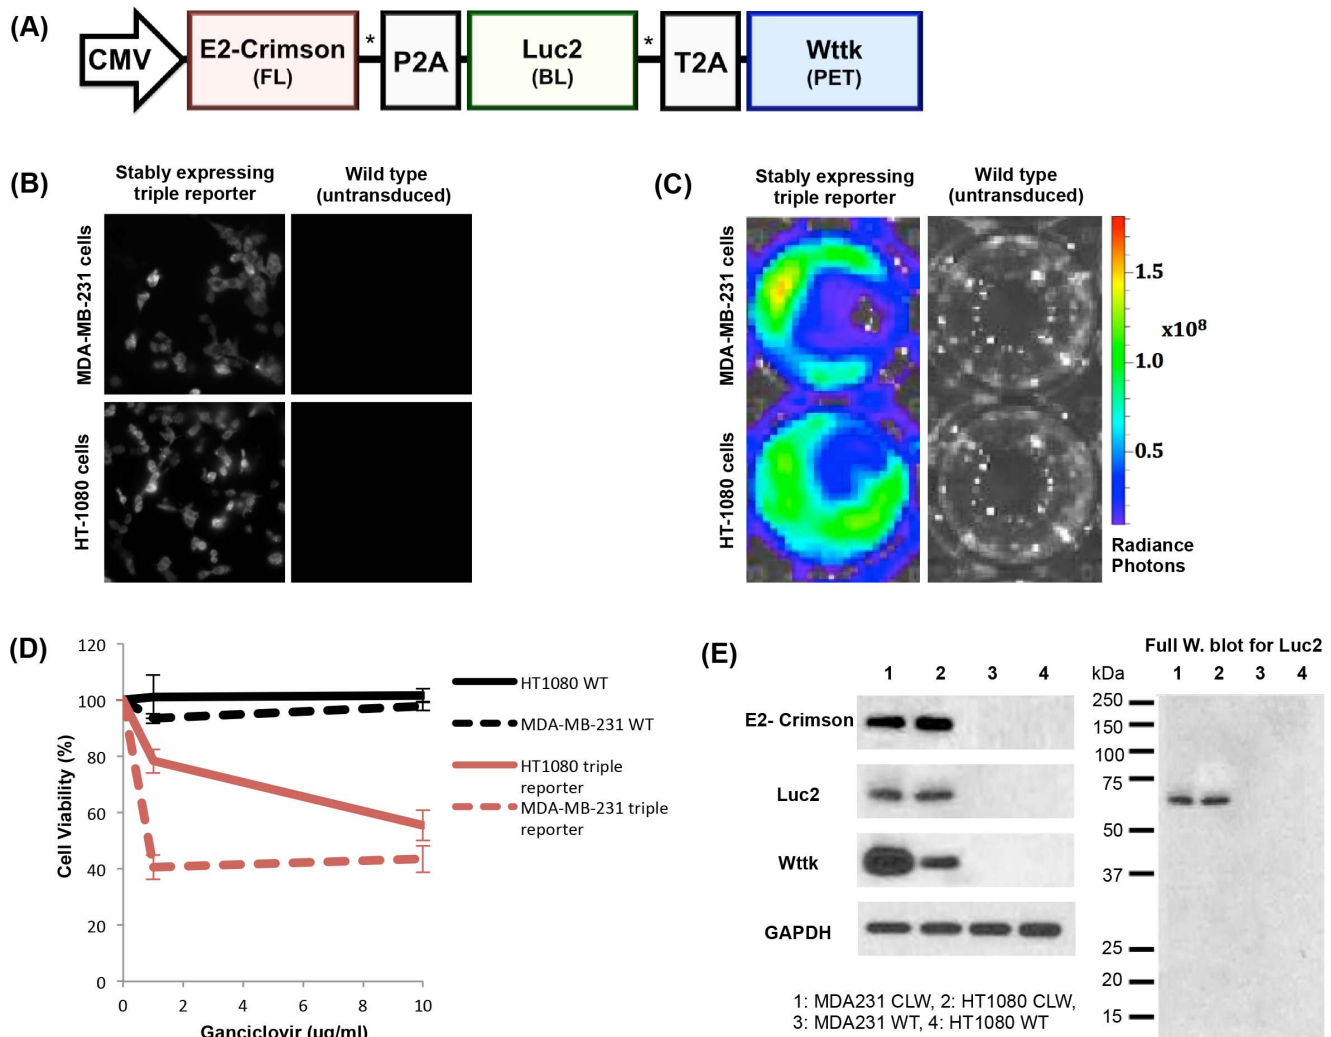 (A)
CMV
E2-Crimson
(FL)
*
P2A
Luc2
(BL)
*
T2A
Wttk
(PET)
(B)
Stably expressing
triple reporter
Wild type
(untransduced)
MDA-MB-231 cells
HT-1080 cells
(C)
Stably expressing
triple reporter
Wild type
(untransduced)
MDA-MB-231 cells
HT-1080 cells
1.5
x10⁸
1.0
0.5
Radiance
Photons
(D)
120
100
80
60
40
20
0
Cell Viability (%)
0 2 4 6 8 10
Ganciclovir (ug/ml)
HT1080 WT
MDA-MB-231 WT
HT1080 triple
reporter
MDA-MB-231 triple
reporter
(E)
1 2 3 4
E2- Crimson
Luc2
Wttk
GAPDH
1: MDA231 CLW, 2: HT1080 CLW,
3: MDA231 WT, 4: HT1080 WT
Full W. blot for Luc2
kDa 1 2 3 4
250
150
100
75
50
37
25
20
15